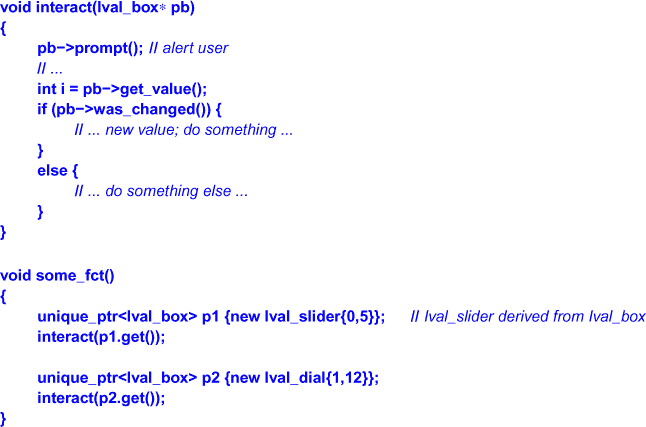 void interact(Ival_box∗ pb)
{
pb−>prompt(); // alert user
// ...
int i = pb−>get_value();
if (pb−>was_changed()) {
// ... new value; do something ...
}
else {
// ... do something else ...
}
}
void some_fct()
{
unique_ptr<Ival_box> p1 {new Ival_slider{0,5}}; // Ival_slider derived from Ival_box
interact(p1.get());
unique_ptr<Ival_box> p2 {new Ival_dial{1,12}};
interact(p2.get());
}